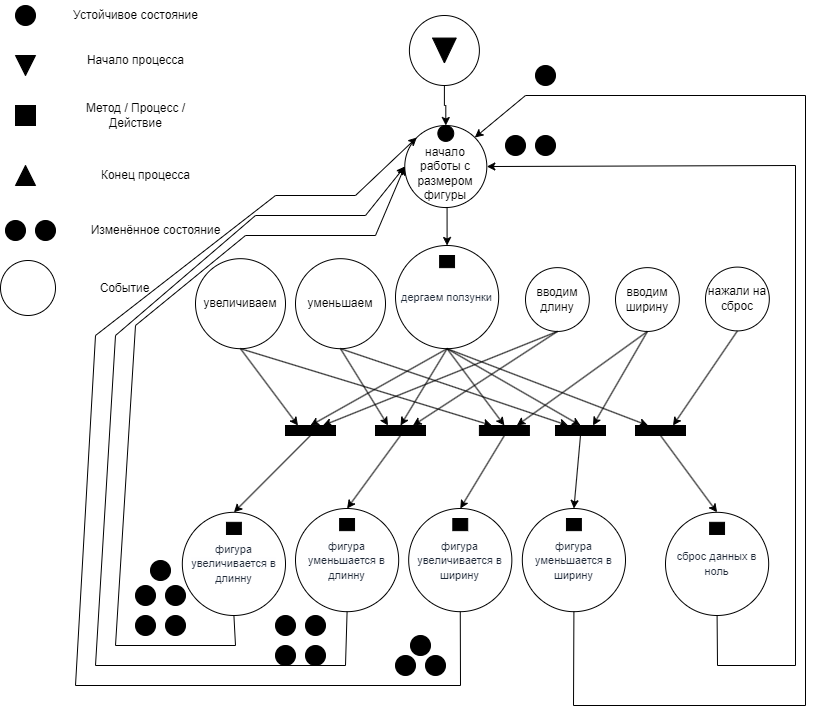 Устойчивое состояние
Начало процесса
Метод / Процесс /
Действие
Конец процесса
Изменённое состояние
Событие
начало
работы с
размером
фигуры
увеличиваем
уменьшаем
дергаем ползунки
вводим
длину
вводим
ширину
нажали на
сброс
фигура
увеличивается в
длинну
фигура
уменьшается в
длинну
фигура
увеличивается в
ширину
фигура
уменьшается в
ширину
сброс данных в
ноль